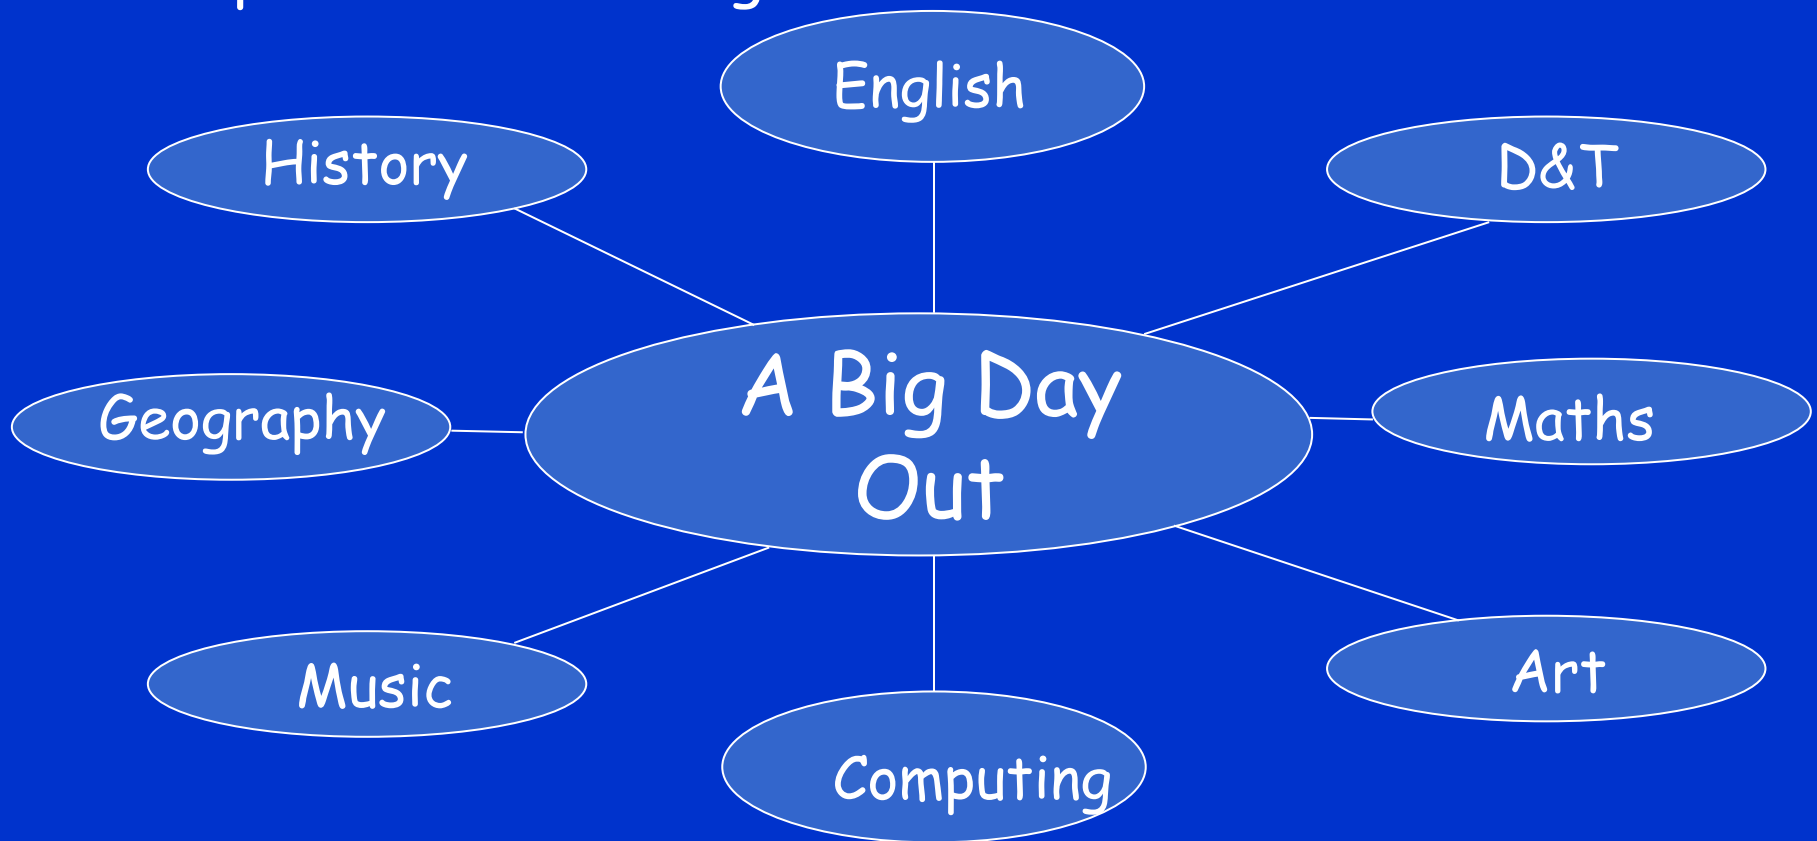 English
History
D&T
A Big Day
Out
Geography
Maths
Music
Art
Computing